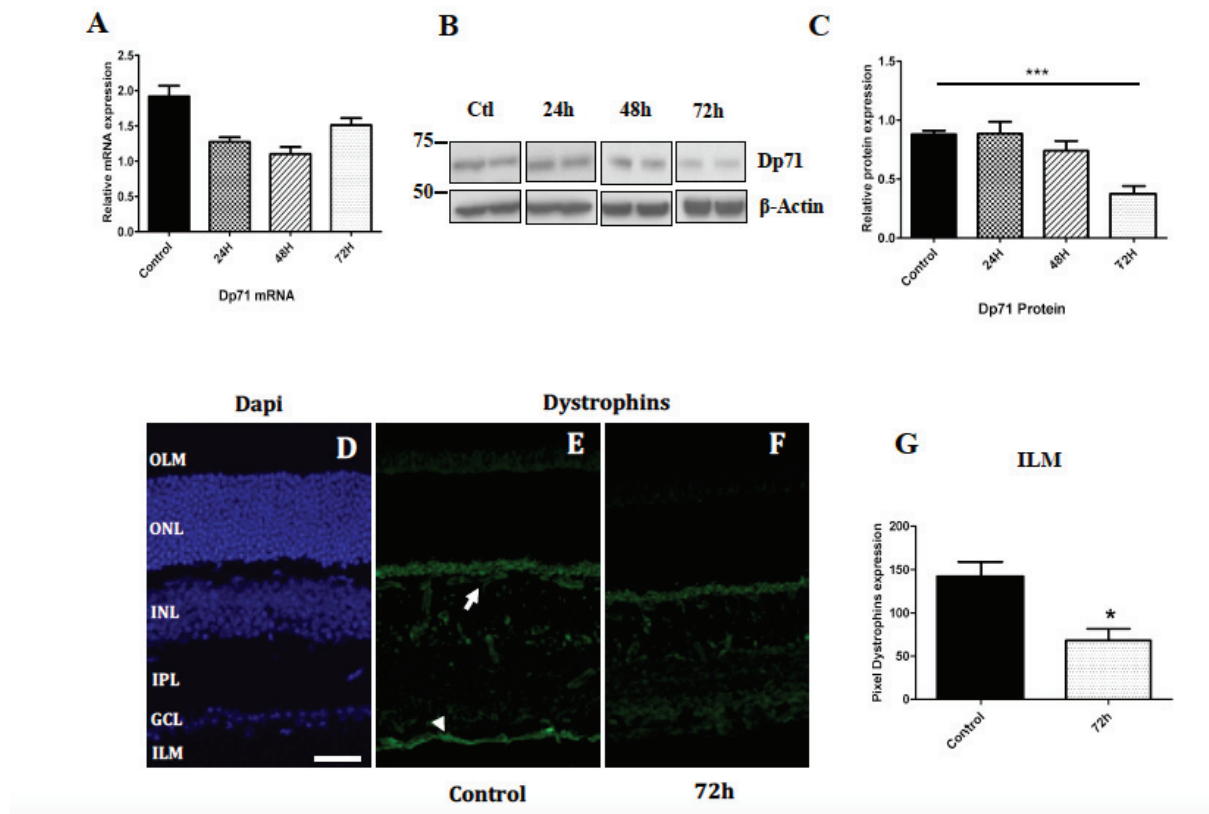 A
Relative mRNA expression
2.5
2.0
1.5
1.0
0.5
0.0
Control
24H
48H
72H
Dp71 mRNA
B
Ctl
24h
48h
72h
75
Dp71
50
β-Actin
C
Relative protein expression
1.5
1.0
0.5
0.0
***
Control
24H
48H
72H
Dp71 Protein
Dapi
Dystrophins
D
OLM
ONL
INL
IPL
GCL
ILM
E
F
Control
72h
G
ILM
Pixel Dystrophins expression
200
150
100
50
0
*
Control
72h